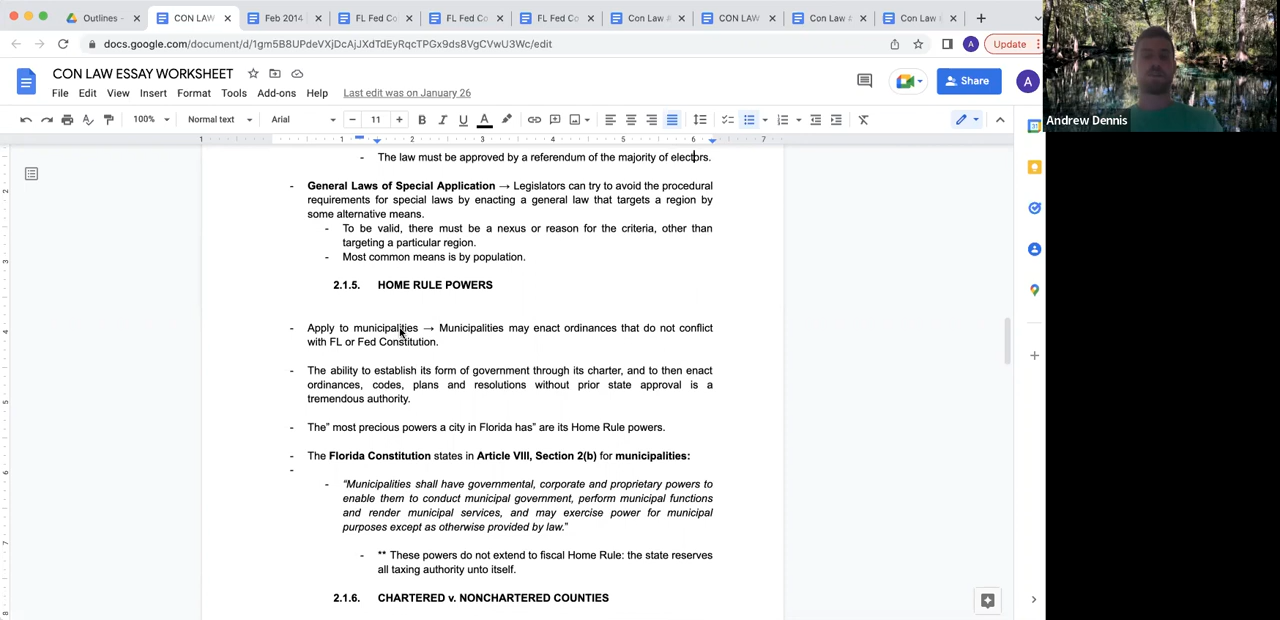 Outlines -
CON LAW
Feb 2014
FL Fed Co
FL Fed Co
FL Fed Co
Con Law
CON LAW
Con Law
Con Law
docs.google.com/document/d/1gm5B8UPdeVXjDcAjJXdTdEyRqcTPGx9ds8VgCVwU3Wc/edit
A
Update
CON LAW ESSAY WORKSHEET
File Edit View Insert Format Tools Add-ons Help Last edit was on January 26
Share
A
Andrew Dennis
100% Normal text Arial 11 B I U A
1 1 2 3 4 5 6 7
- The law must be approved by a referendum of the majority of electors.
- General Laws of Special Application → Legislators can try to avoid the procedural
requirements for special laws by enacting a general law that targets a region by
some alternative means.
- To be valid, there must be a nexus or reason for the criteria, other than
targeting a particular region.
- Most common means is by population.
2.1.5. HOME RULE POWERS
- Apply to municipalities → Municipalities may enact ordinances that do not conflict
with FL or Fed Constitution.
- The ability to establish its form of government through its charter, and to then enact
ordinances, codes, plans and resolutions without prior state approval is a
tremendous authority.
- The" most precious powers a city in Florida has" are its Home Rule powers.
- The Florida Constitution states in Article VIII, Section 2(b) for municipalities:
-
- "Municipalities shall have governmental, corporate and proprietary powers to
enable them to conduct municipal government, perform municipal functions
and render municipal services, and may exercise power for municipal
purposes except as otherwise provided by law."
- ** These powers do not extend to fiscal Home Rule: the state reserves
all taxing authority unto itself.
2.1.6. CHARTERED v. NONCHARTERED COUNTIES